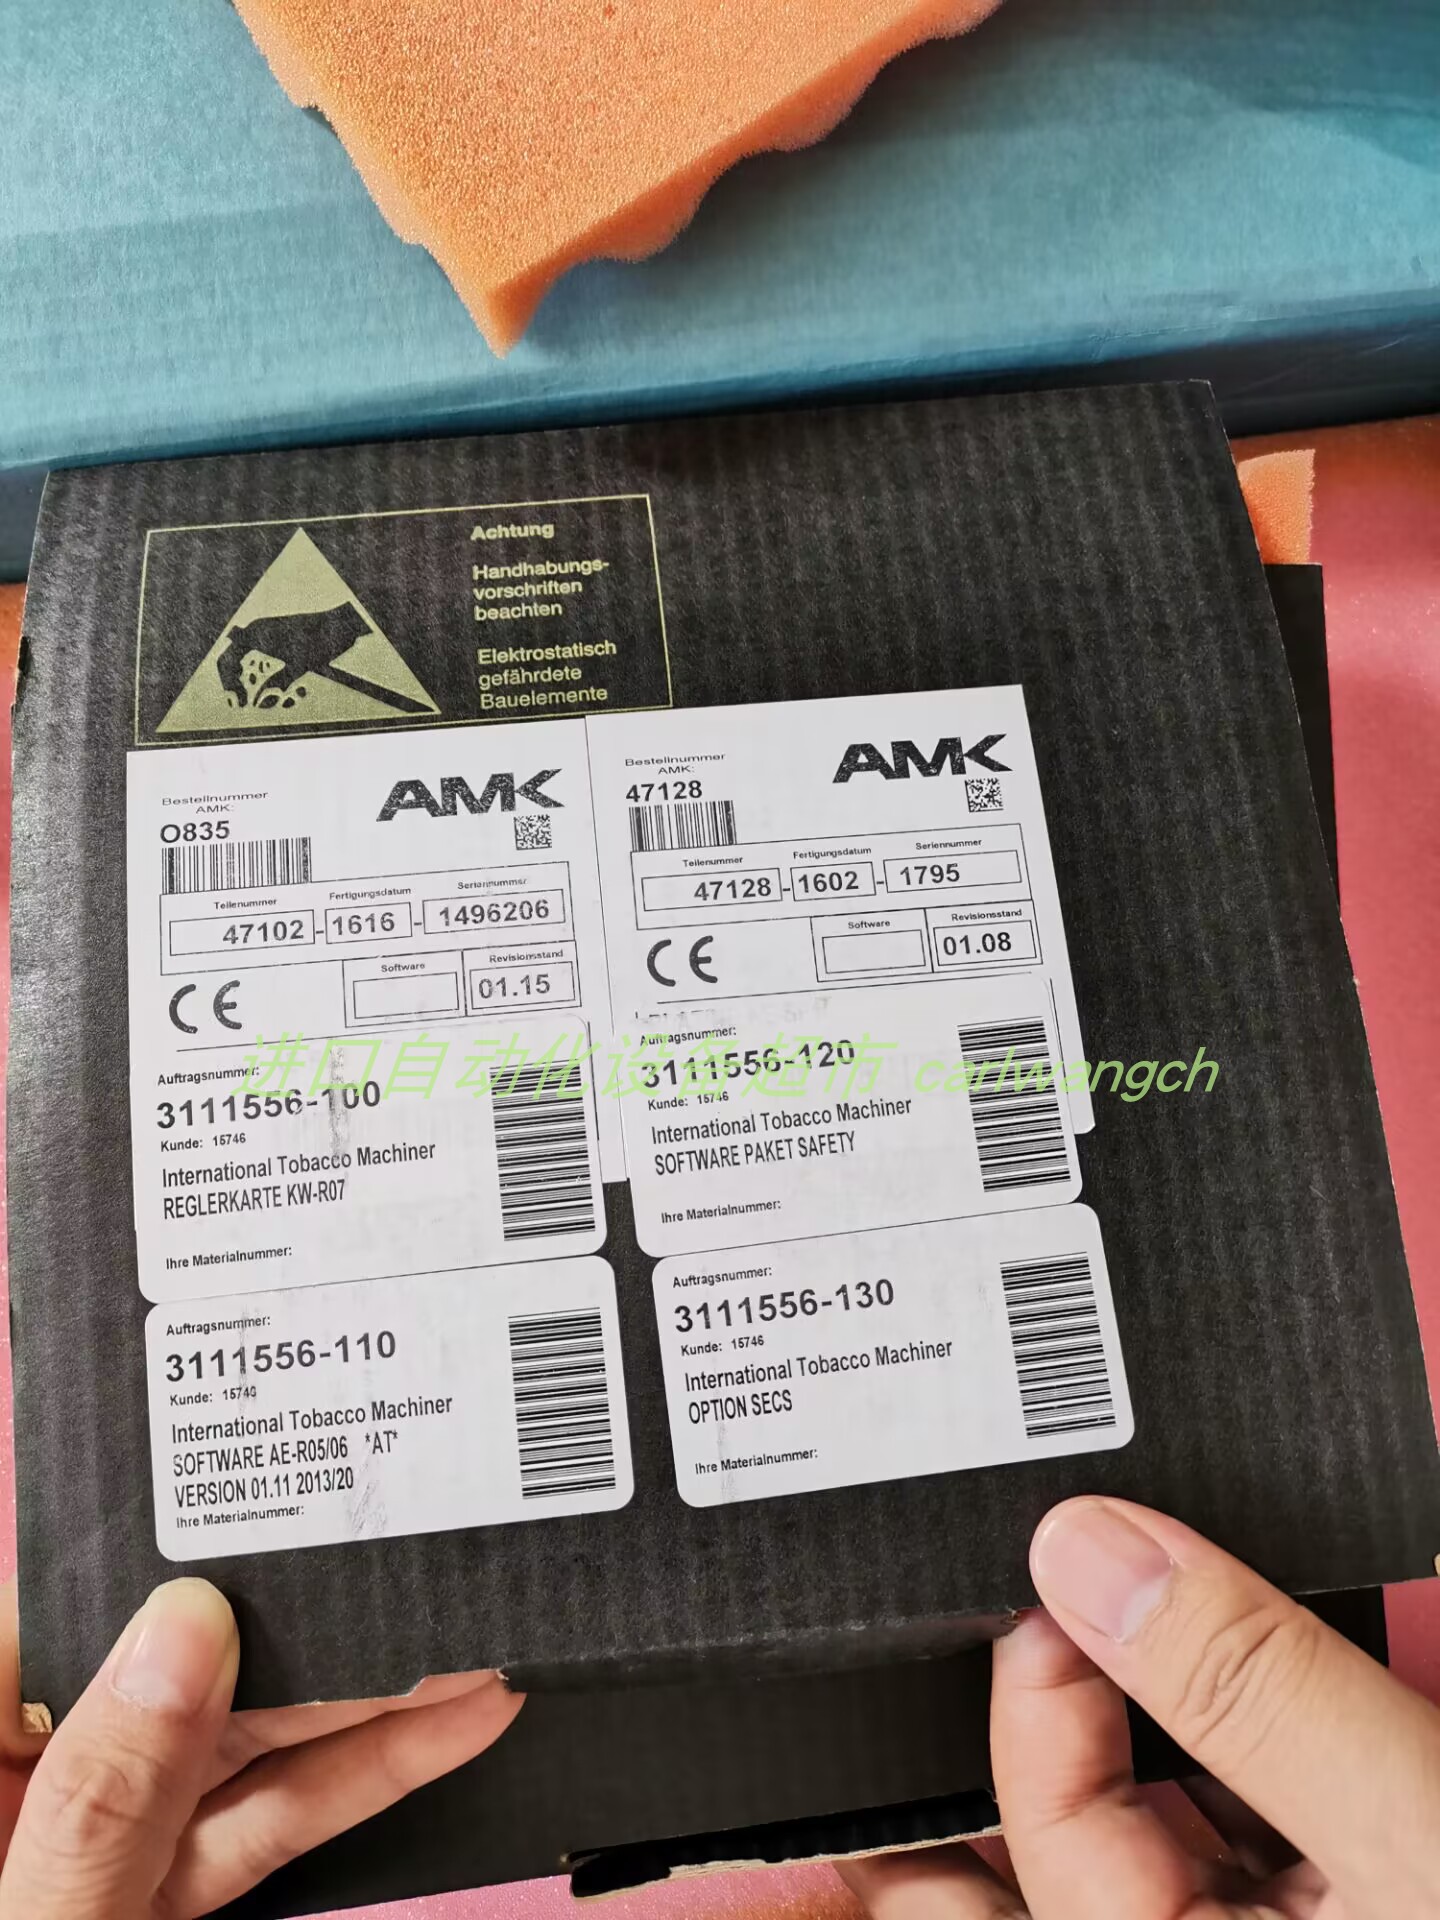 Achtung
Handhabungs-
vorschriften
beachten
Elektrostatisch
gefährdete
Bauelemente
Bestellnummer
AMK:
O835
AMK
Teilenummer
Fertigungsdatum
Seriennummer
47102-1616-1496206
CE
Software
Revisionsstand
01.15
Bestellnummer
AMK:
47128
AMK
Teilenummer
Fertigungsdatum
Seriennummer
47128-1602-1795
CE
Software
Revisionsstand
01.08
进口自动化设备超市 carlwangch
Auftragsnummer:
3111556-100
Kunde: 15746
International Tobacco Machiner
REGLERKARTE KW-R07
Ihre Materialnummer:
Auftragsnummer:
3111556-120
Kunde: 15746
International Tobacco Machiner
SOFTWARE PAKET SAFETY
Ihre Materialnummer:
Auftragsnummer:
3111556-110
Kunde: 15746
International Tobacco Machiner
SOFTWARE AE-R05/06 *AT*
VERSION 01.11 2013/20
Ihre Materialnummer:
Auftragsnummer:
3111556-130
Kunde: 15746
International Tobacco Machiner
OPTION SECS
Ihre Materialnummer: